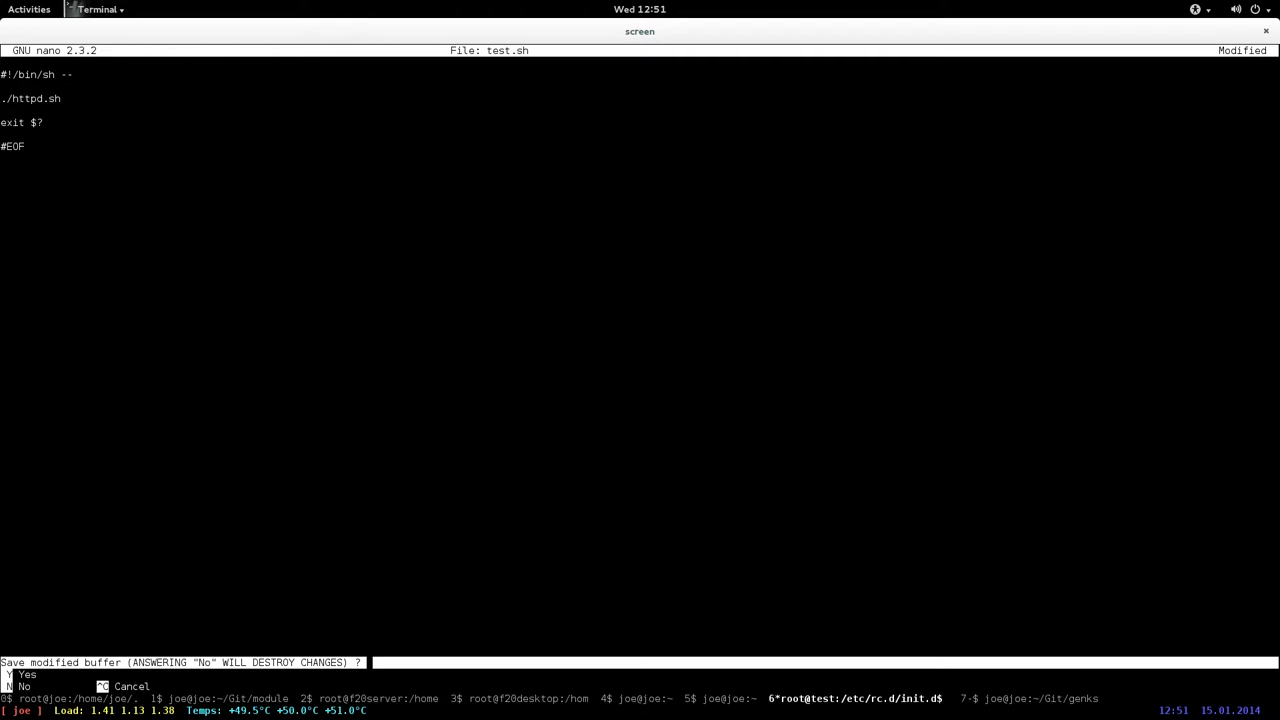 Activities Terminal Wed 12:51
screen ×
GNU nano 2.3.2 File: test.sh Modified
#!/bin/sh --
./httpd.sh
exit $?
#EOF
Save modified buffer (ANSWERING "No" WILL DESTROY CHANGES) ?
Y Yes
N No ^C Cancel
0$ root@joe:/home/joe/. 1$ joe@joe:~/Git/module 2$ root@f20server:/home 3$ root@f20desktop:/hom 4$ joe@joe:~ 5$ joe@joe:~ 6*root@test:/etc/rc.d/init.d$ 7-$ joe@joe:~/Git/genks
[ joe ] Load: 1.41 1.13 1.38 Temps: +49.5°C +50.0°C +51.0°C 12:51 15.01.2014